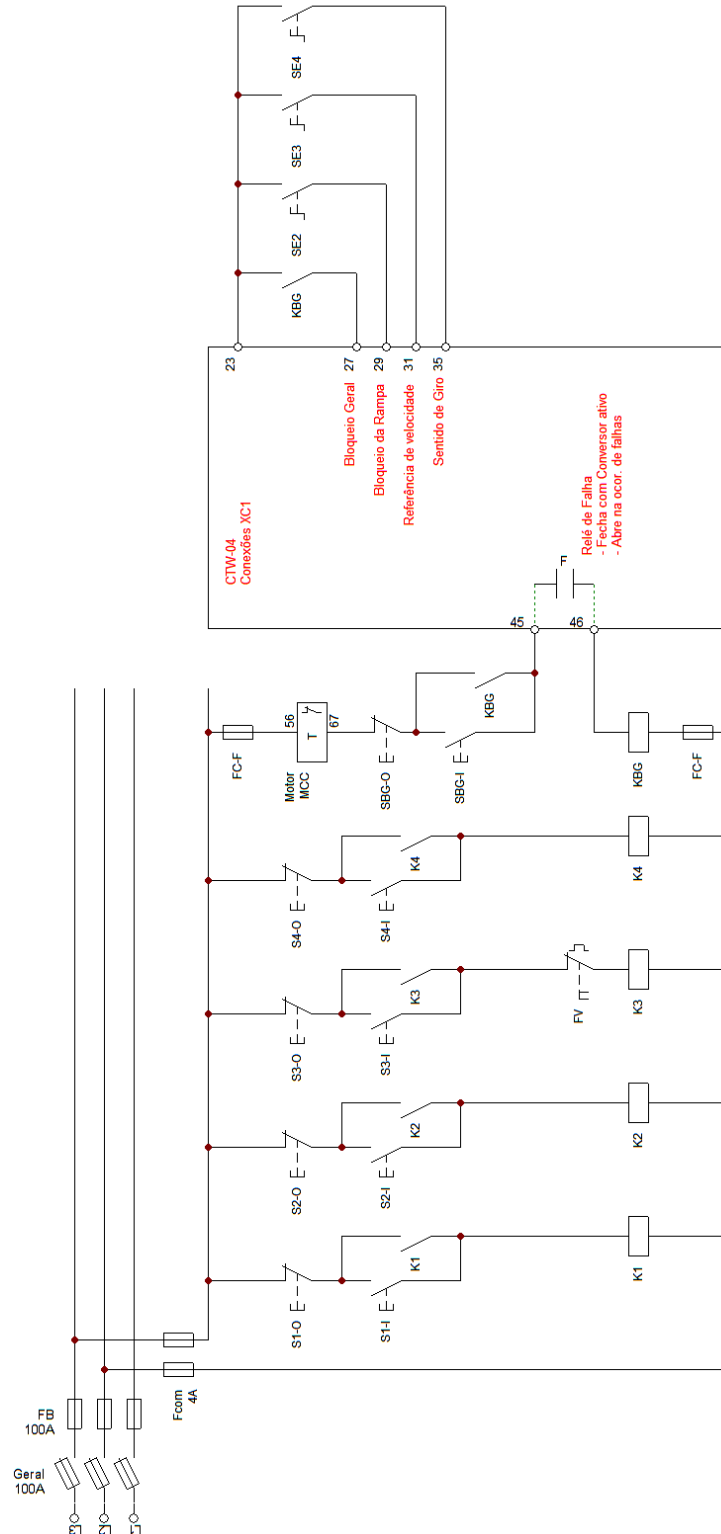 SE4
SE3
SE2
KBG
23
27
29
31
35
Bloqueio Geral
Bloqueio da Rampa
Referência de velocidade
Sentido de Giro
CTW-04
Conexões XC1
Relé de Falha
- Fecha com Conversor ativo
- Abre na ocor. de falhas
F
45
46
FC-F
56
67
T
Motor
MCC
SBG-O
SBG-I
KBG
KBG
FC-F
S4-O
S4-I
K4
K4
S3-O
S3-I
K3
FV
K3
S2-O
S2-I
K2
K2
S1-O
S1-I
K1
K1
Fcom
4A
FB
100A
Geral
100A
L3
L2
L1